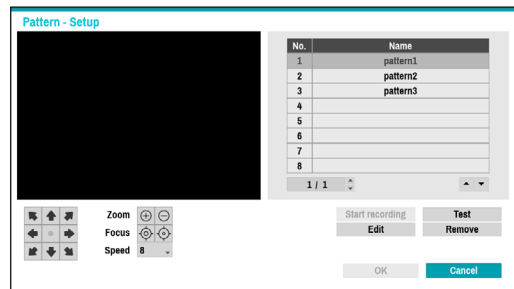 Pattern - Setup
No. Name
1 pattern1
2 pattern2
3 pattern3
4
5
6
7
8
1 / 1
Zoom
Focus
Speed 8
Start recording Test
Edit Remove
OK Cancel